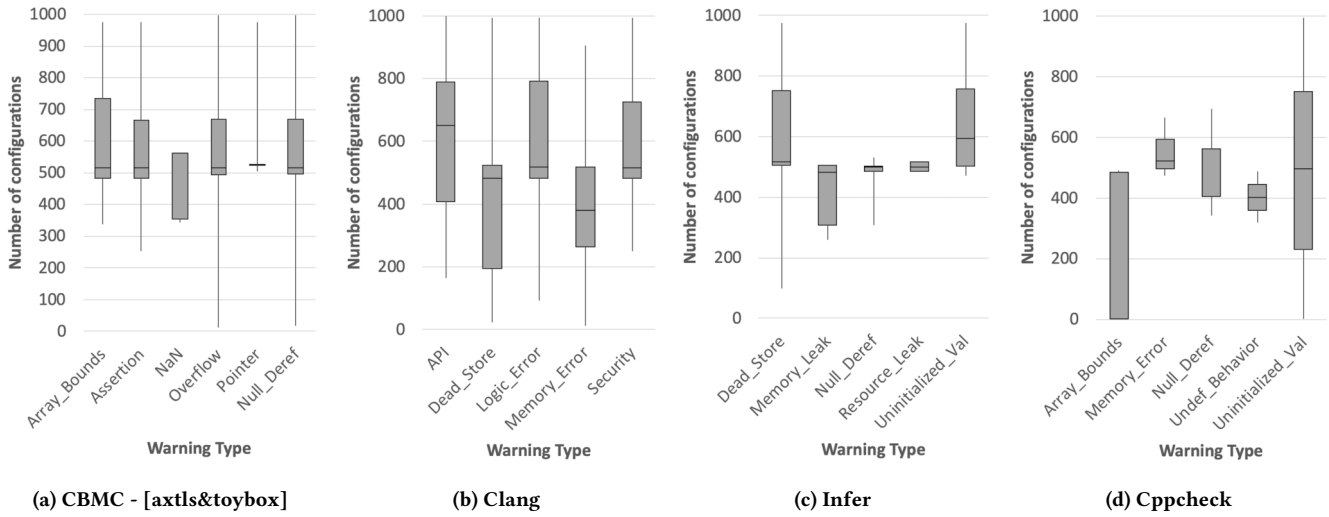 Number of configurations
1000
900
800
700
600
500
400
300
200
100
0
Array_Bounds
Assertion
NaN
Overflow
Pointer
Null_Deref
Warning Type
(a) CBMC - [axtls&toybox]
Number of configurations
1000
800
600
400
200
0
API
Dead_Store
Logic_Error
Memory_Error
Security
Warning Type
(b) Clang
Number of configurations
1000
800
600
400
200
0
Dead_Store
Memory_Leak
Null_Deref
Resource_Leak
Uninitialized_Val
Warning Type
(c) Infer
Number of configurations
1000
800
600
400
200
0
Array_Bounds
Memory_Error
Null_Deref
Undef_Behavior
Uninitialized_Val
Warning Type
(d) Cppcheck